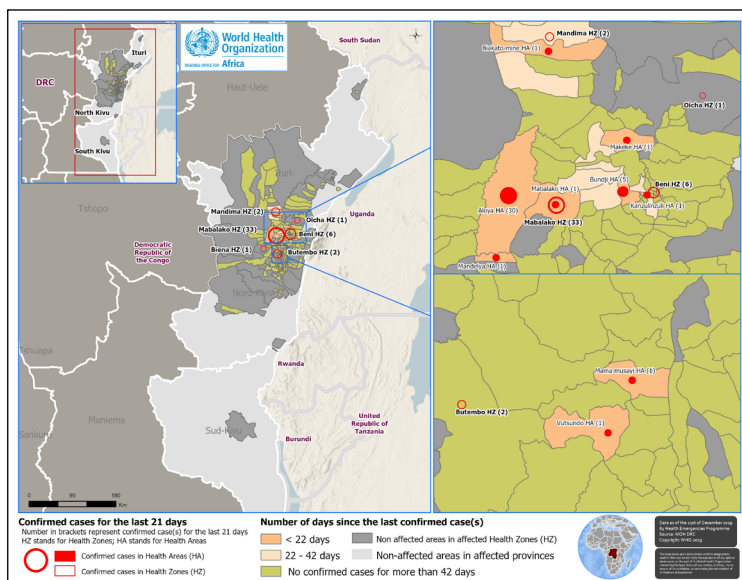 Ituri
DRC
North Kivu
South Kivu
World Health
Organization
REGIONAL OFFICE FOR
Africa
South Sudan
Haut-Uele
Ituri
Tshopo
Mandima HZ (2)
Oicha HZ (1)
Uganda
Mabalako HZ (33)
Beni HZ (6)
Democratic
Republic of
the Congo
Biena HZ (1)
Butembo HZ (2)
Nord-Kivu
Tshuapa
Rwanda
Maniema
Sankuru
Sud-Kivu
Burundi
United
Republic of
Tanzania
0 90 180
Km
Mandima HZ (2)
Biakato-mine HA (1)
Oicha HZ (1)
Makeke HA (1)
Bundji HA (5)
Beni HZ (6)
Mabalako HA (1)
Aloya HA (30)
Kanzulinzuli HA (1)
Mabalako HZ (33)
Mandelya HA (1)
Mama musayi HA (1)
Butembo HZ (2)
Vutsundo HA (1)
Confirmed cases for the last 21 days
Number in brackets represent confirmed case(s) for the last 21 days
HZ stands for Health Zones; HA stands for Health Areas
Confirmed cases in Health Areas (HA)
Confirmed cases in Health Zones (HZ)
Number of days since the last confirmed case(s)
< 22 days
22 - 42 days
No confirmed cases for more than 42 days
Non affected areas in affected Health Zones (HZ)
Non-affected areas in affected provinces
By Health Emergencies Programme
Source: MOH DRC
Copyright: WHO 2019